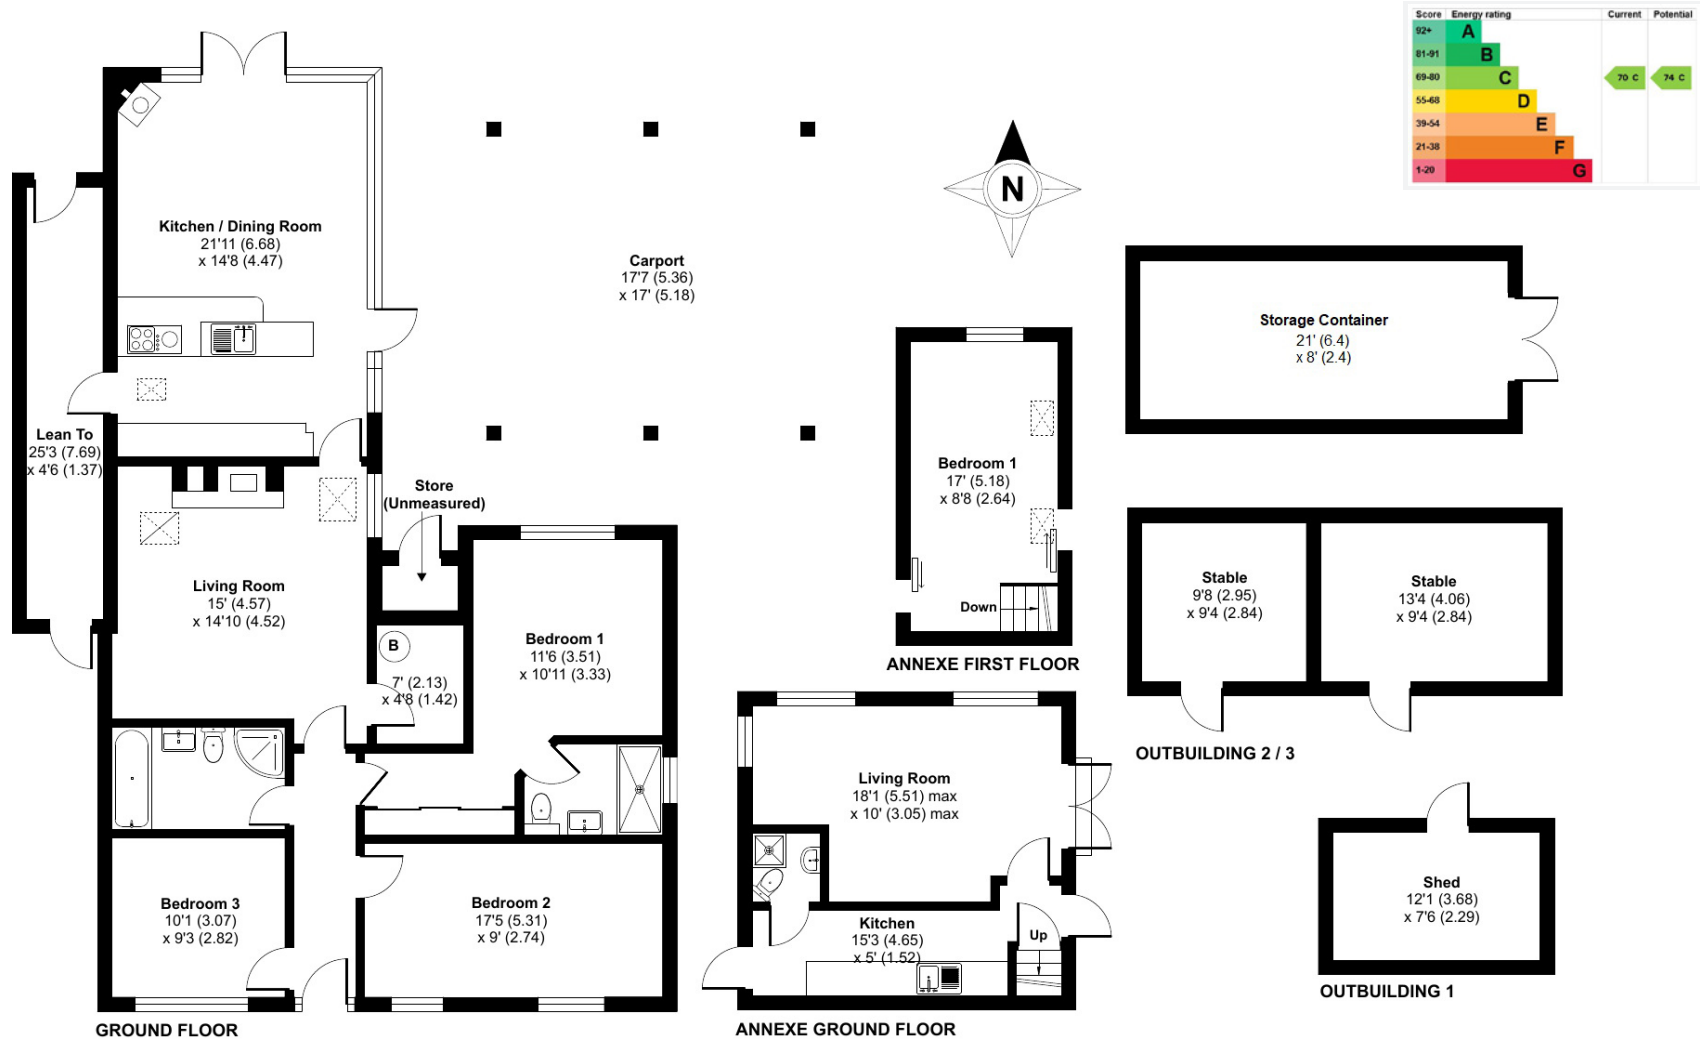 Score Energy rating Current Potential
92+ A
81-91 B
69-80 C 70 C 74 C
55-68 D
39-54 E
21-38 F
1-20 G
N
Kitchen / Dining Room
21'11 (6.68)
x 14'8 (4.47)
Carport
17'7 (5.36)
x 17' (5.18)
Lean To
25'3 (7.69)
x 4'6 (1.37)
Store
(Unmeasured)
Living Room
15' (4.57)
x 14'10 (4.52)
B
7' (2.13)
x 4'8 (1.42)
Bedroom 1
11'6 (3.51)
x 10'11 (3.33)
Bedroom 3
10'1 (3.07)
x 9'3 (2.82)
Bedroom 2
17'5 (5.31)
x 9' (2.74)
GROUND FLOOR
Bedroom 1
17' (5.18)
x 8'8 (2.64)
Down
ANNEXE FIRST FLOOR
Living Room
18'1 (5.51) max
x 10' (3.05) max
Kitchen
15'3 (4.65)
x 5' (1.52)
Up
ANNEXE GROUND FLOOR
Storage Container
21' (6.4)
x 8' (2.4)
Stable
9'8 (2.95)
x 9'4 (2.84)
Stable
13'4 (4.06)
x 9'4 (2.84)
OUTBUILDING 2 / 3
Shed
12'1 (3.68)
x 7'6 (2.29)
OUTBUILDING 1